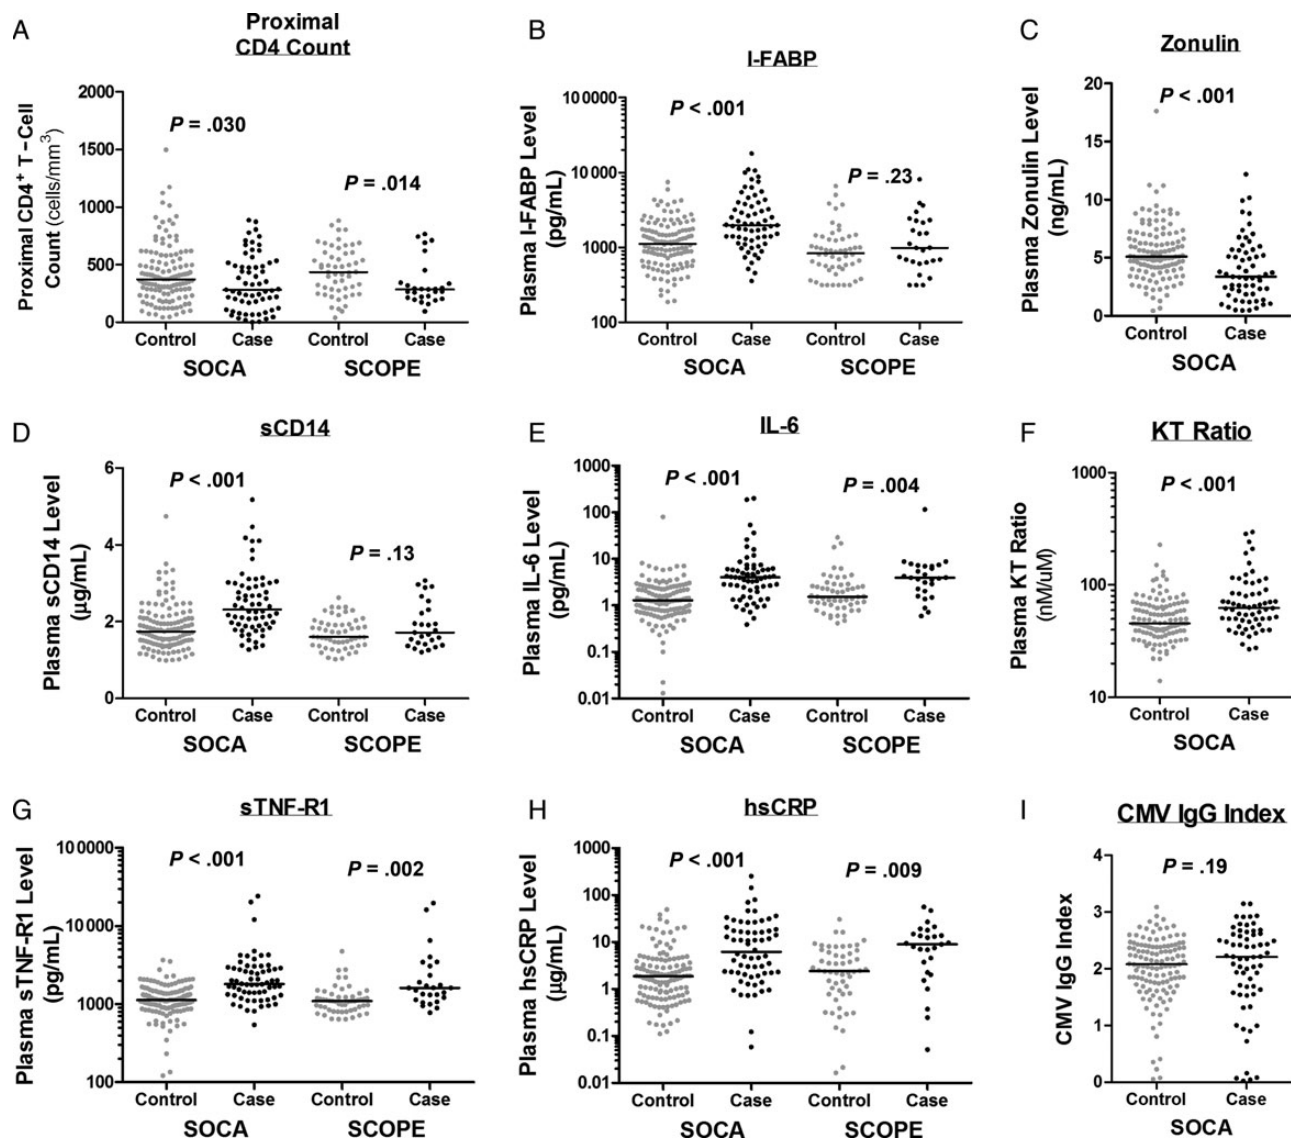 A
Proximal
CD4 Count
Proximal CD4+ T-Cell
Count (cells/mm³)
2000
1500
1000
500
0
P = .030
P = .014
Control Case Control Case
SOCA SCOPE
B
I-FABP
Plasma I-FABP Level
(pg/mL)
100000
10000
1000
100
P < .001
P = .23
Control Case Control Case
SOCA SCOPE
C
Zonulin
Plasma Zonulin Level
(ng/mL)
20
15
10
5
0
P < .001
Control Case
SOCA
D
sCD14
Plasma sCD14 Level
(µg/mL)
6
4
2
0
P < .001
P = .13
Control Case Control Case
SOCA SCOPE
E
IL-6
Plasma IL-6 Level
(pg/mL)
1000
100
10
1
0.1
0.01
P < .001
P = .004
Control Case Control Case
SOCA SCOPE
F
KT Ratio
Plasma KT Ratio
(nM/uM)
1000
100
10
P < .001
Control Case
SOCA
G
sTNF-R1
Plasma sTNF-R1 Level
(pg/mL)
100000
10000
1000
100
P < .001
P = .002
Control Case Control Case
SOCA SCOPE
H
hsCRP
Plasma hsCRP Level
(µg/mL)
1000
100
10
1
0.1
0.01
P < .001
P = .009
Control Case Control Case
SOCA SCOPE
I
CMV IgG Index
CMV IgG Index
4
3
2
1
0
P = .19
Control Case
SOCA